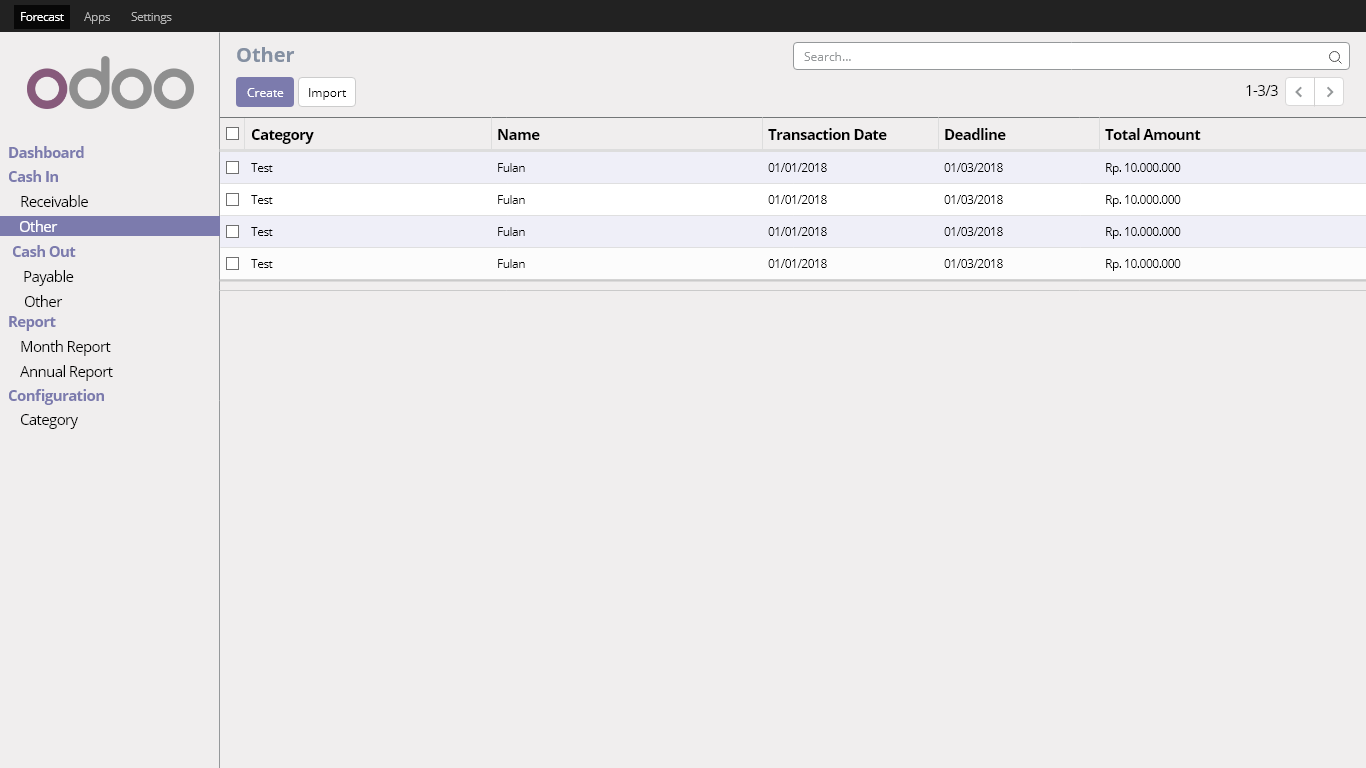 Forecast Apps Settings
odoo
Dashboard
Cash In
Receivable
Other
Cash Out
Payable
Other
Report
Month Report
Annual Report
Configuration
Category
Other
Search...
Create Import
1-3/3
Category Name Transaction Date Deadline Total Amount
Test Fulan 01/01/2018 01/03/2018 Rp. 10.000.000
Test Fulan 01/01/2018 01/03/2018 Rp. 10.000.000
Test Fulan 01/01/2018 01/03/2018 Rp. 10.000.000
Test Fulan 01/01/2018 01/03/2018 Rp. 10.000.000